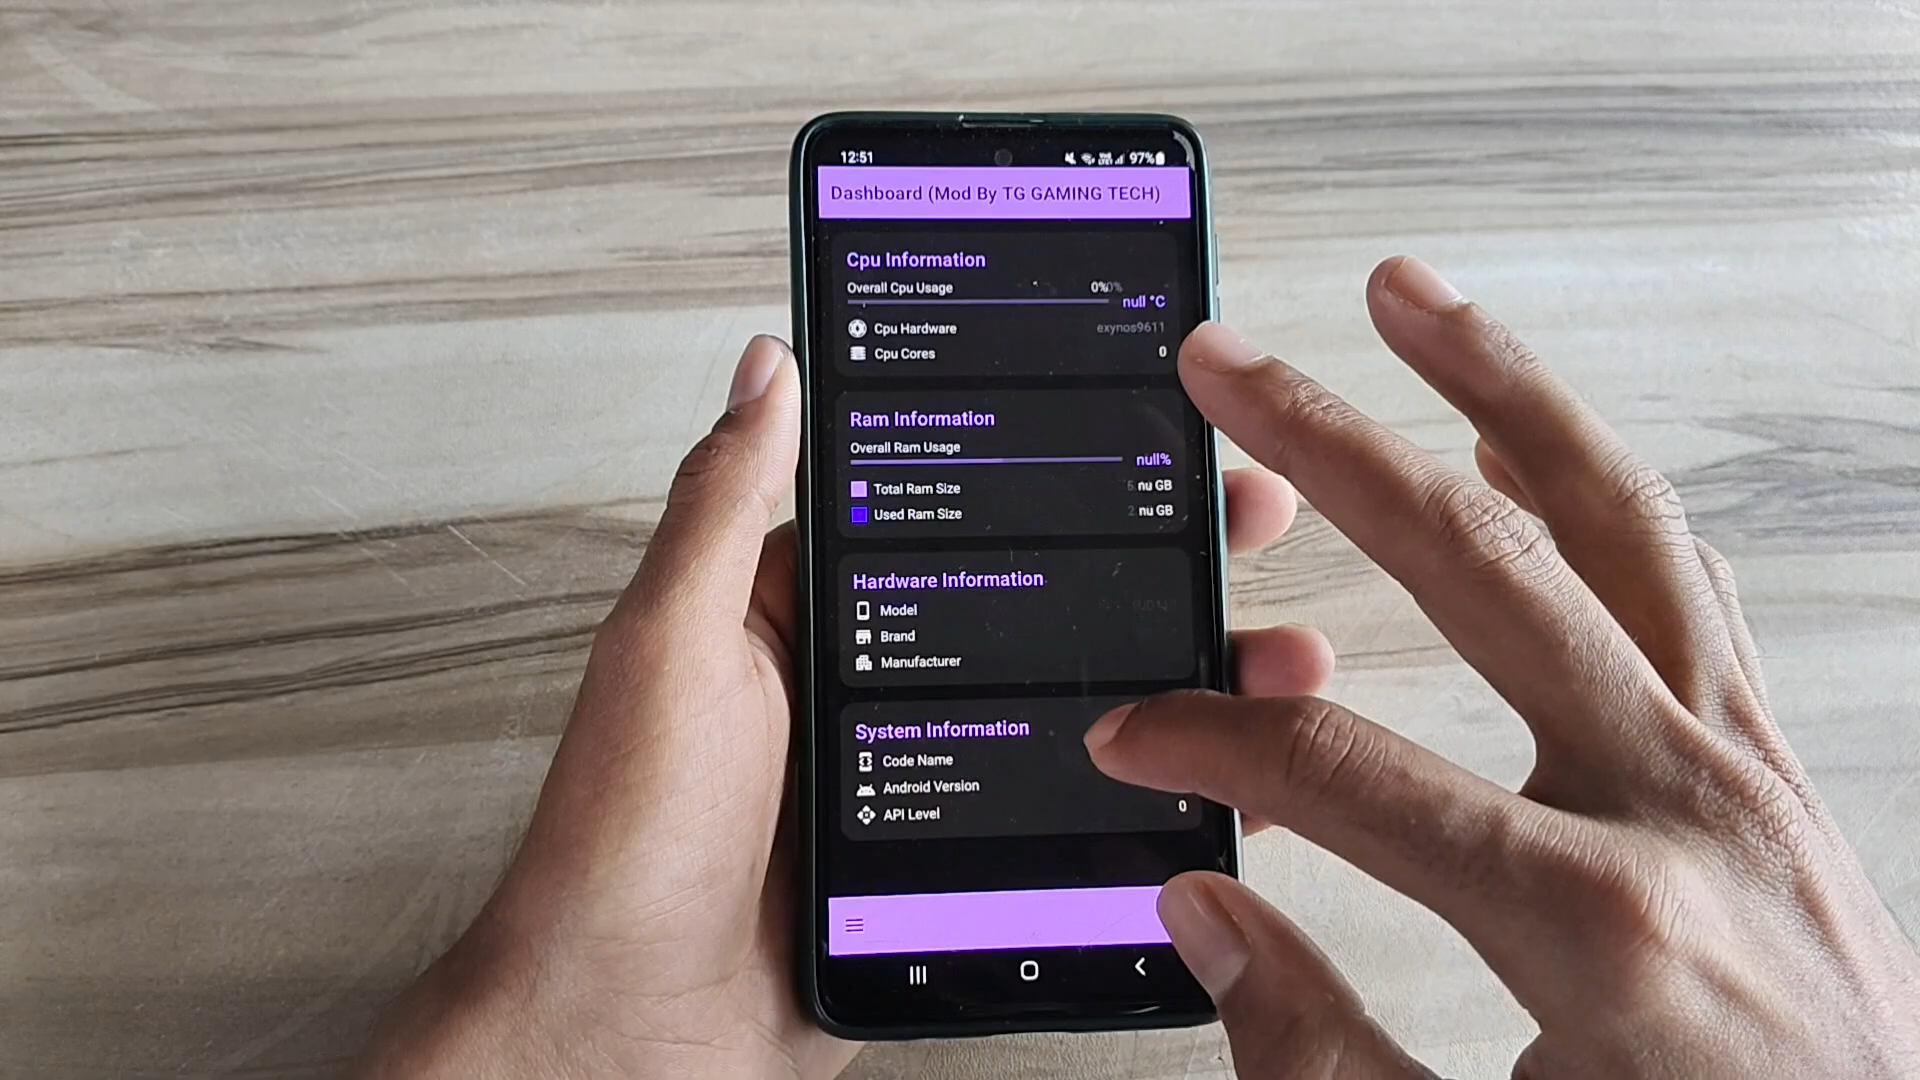 12:51 97%
Dashboard (Mod By TG GAMING TECH)
Cpu Information
Overall Cpu Usage 0%
null °C
Cpu Hardware exynos9611
Cpu Cores 0
Ram Information
Overall Ram Usage
null%
Total Ram Size nu GB
Used Ram Size nu GB
Hardware Information
Model
Brand
Manufacturer
System Information
Code Name
Android Version
API Level 0